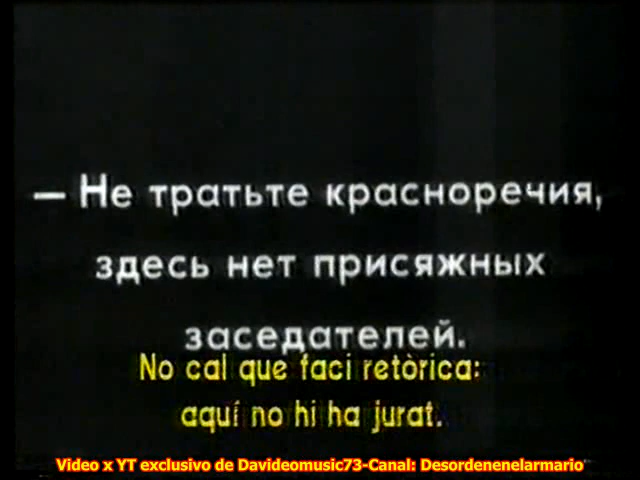 — Не тратьте красноречия,
здесь нет присяжных
заседателей.
No cal que faci retòrica:
aquí no hi ha jurat.
Video x YT exclusivo de Davideomusic73-Canal: Desordenenelarmario